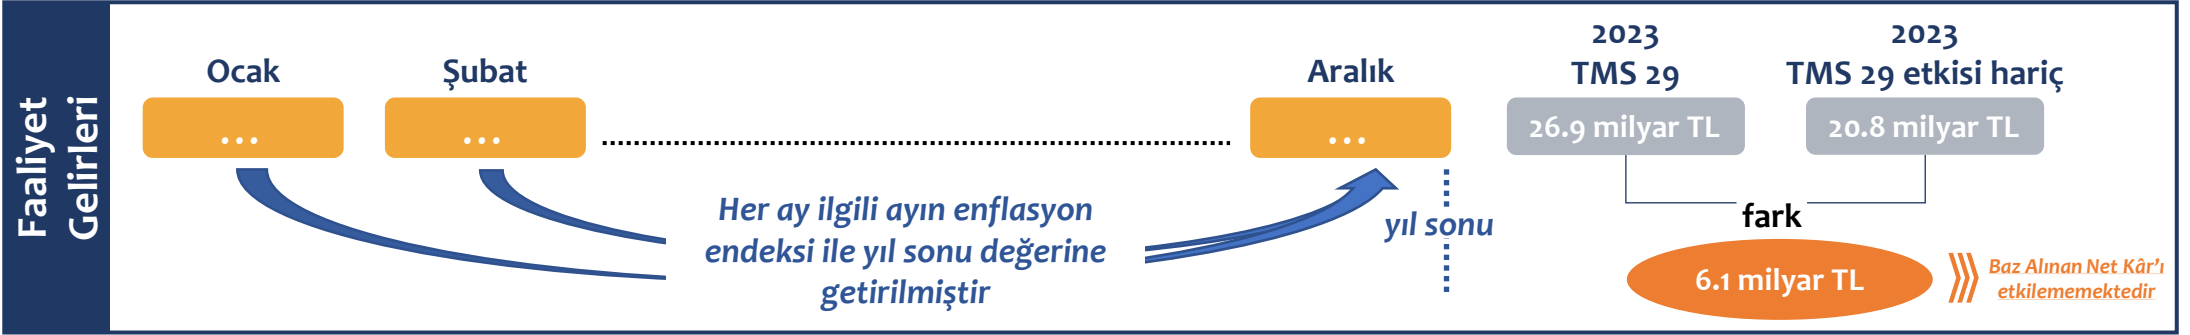 Faaliyet
Gelirleri
Ocak
...
Şubat
...
Aralık
...
Her ay ilgili ayın enflasyon
endeksi ile yıl sonu değerine
getirilmiştir
yıl sonu
2023
TMS 29
26.9 milyar TL
2023
TMS 29 etkisi hariç
20.8 milyar TL
fark
6.1 milyar TL
Baz Alınan Net Kâr’ı
etkilememektedir